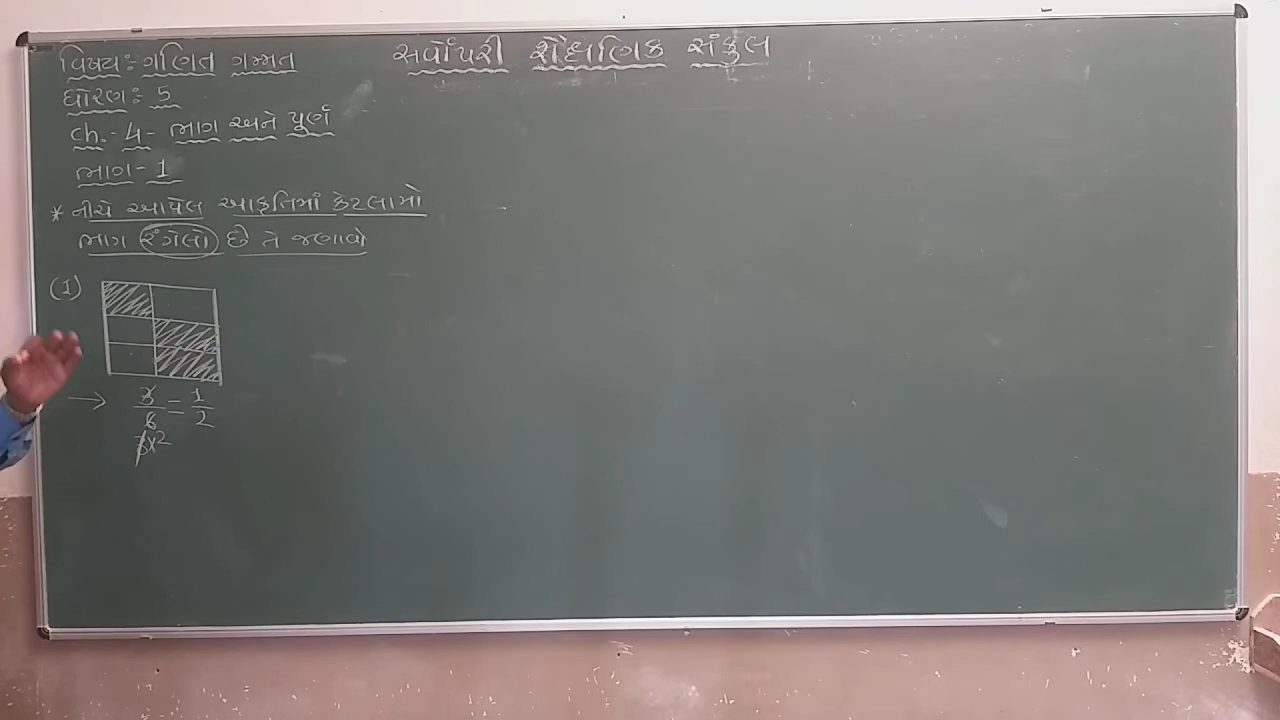 સર્વોપરી શૈક્ષણિક સંકુલ
વિષય:- ગણિત ગમ્મત
ધોરણ:- 5
ch.- 4 - ભાગ અને પૂર્ણ
ભાગ - 1
* નીચે આપેલ આકૃતિમાં કેટલામો
ભાગ રંગેલો છે તે જણાવો
(1)
→ 3/6 = 1/2
3x2